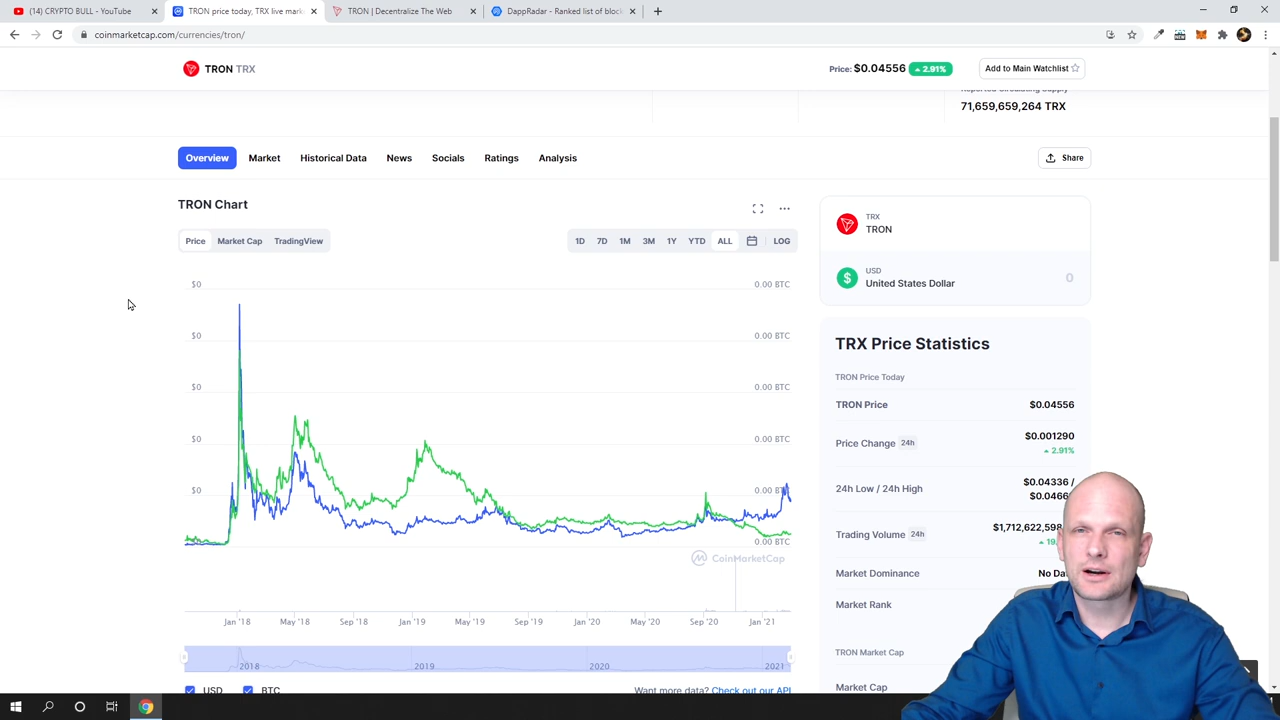 (14) CRYPTO BULL - YouTube
TRON price today, TRX live marke
TRON | Decentralize The Web
DappRadar - Ranked list of block
coinmarketcap.com/currencies/tron/
TRON TRX
Price: $0.04556 2.91%
Add to Main Watchlist
Reported Circulating Supply
71,659,659,264 TRX
Overview Market Historical Data News Socials Ratings Analysis
Share
TRON Chart
Price Market Cap TradingView
1D 7D 1M 3M 1Y YTD ALL LOG
$0 0.00 BTC
$0 0.00 BTC
$0 0.00 BTC
$0 0.00 BTC
$0 0.00 BTC
0.00 BTC
CoinMarketCap
Jan '18 May '18 Sep '18 Jan '19 May '19 Sep '19 Jan '20 May '20 Sep '20 Jan '21
2018 2019 2020 2021
USD BTC
Want more data? Check out our API
TRX
TRON
USD
United States Dollar
0
TRX Price Statistics
TRON Price Today
TRON Price $0.04556
Price Change 24h $0.001290
2.91%
24h Low / 24h High $0.04336 /
Trading Volume 24h
Market Dominance
Market Rank
TRON Market Cap
Market Cap